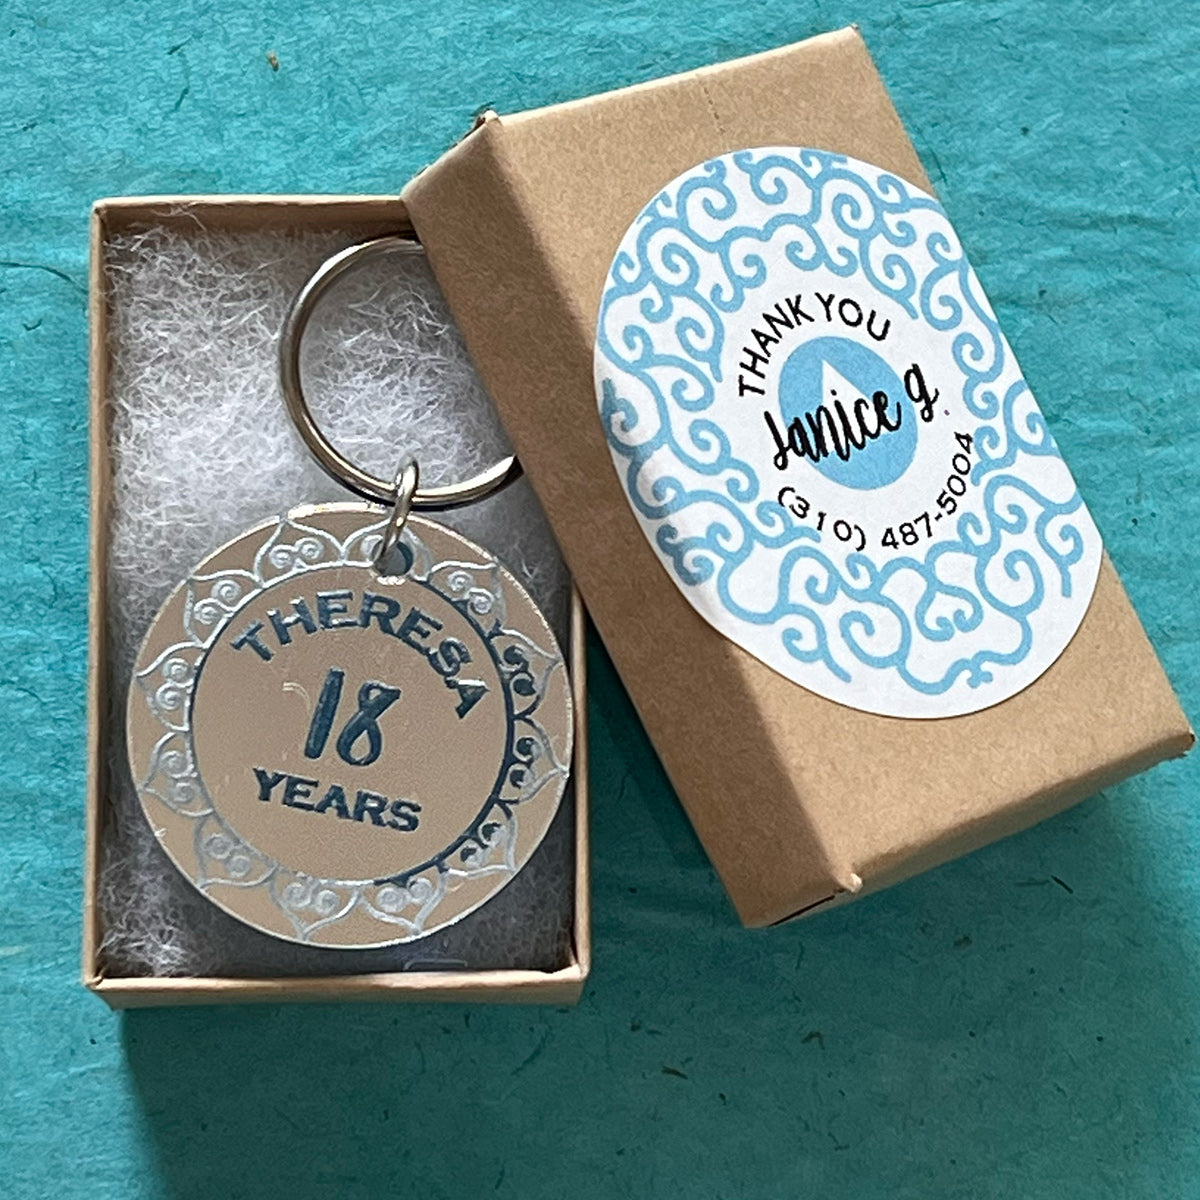 THERESA
18
YEARS
THANK YOU
Janice g.
(310) 487-5004